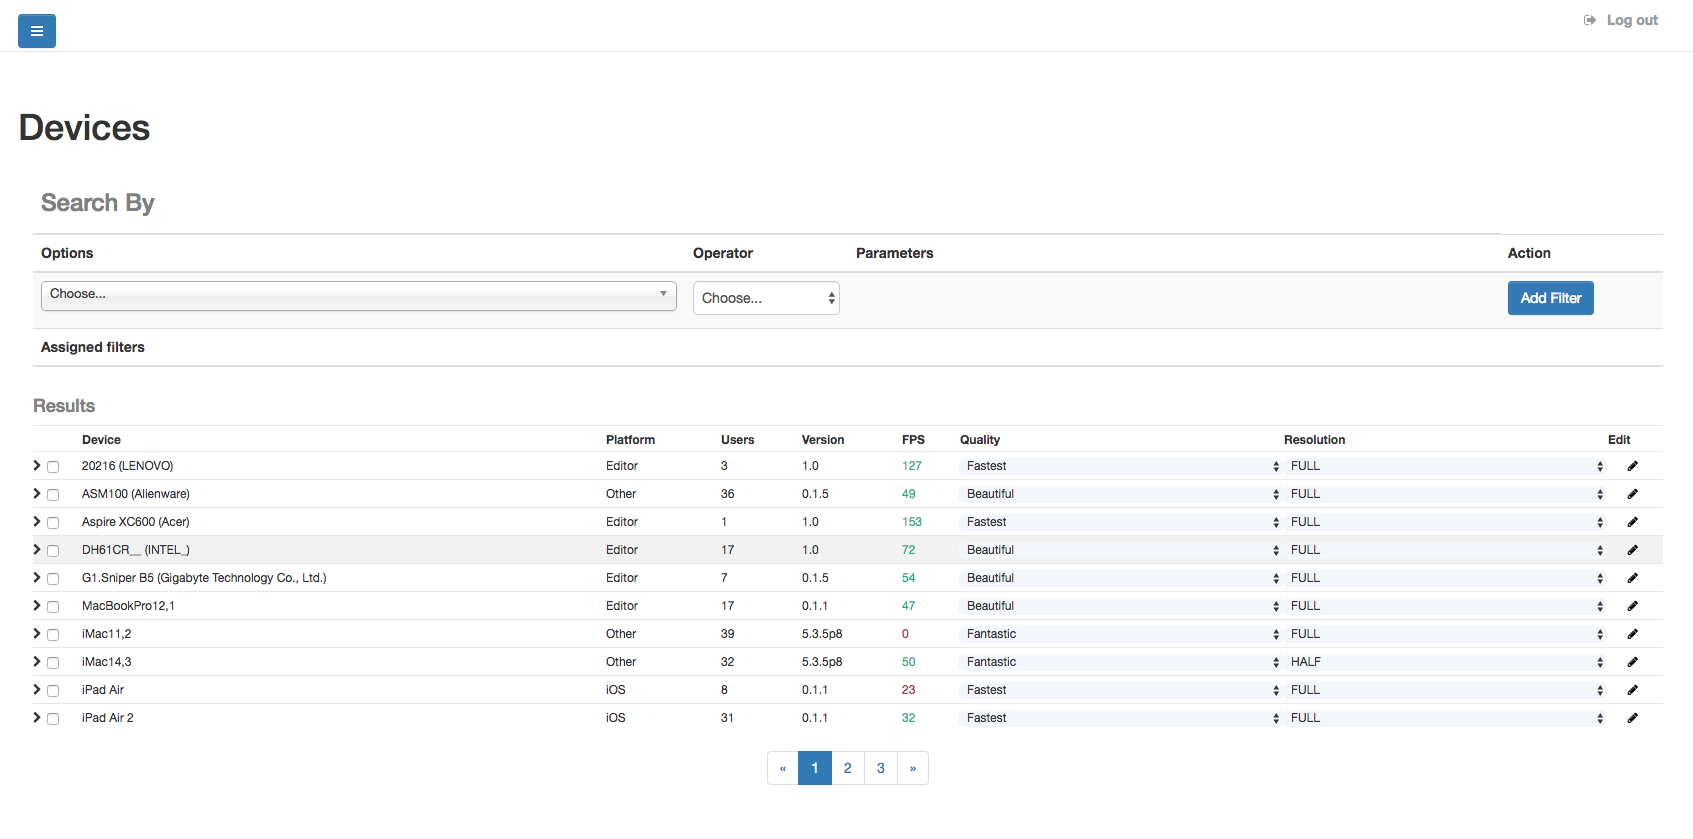 Log out
Devices
Search By
Options Operator Parameters Action
Choose... Choose... Add Filter
Assigned filters
Results
Device Platform Users Version FPS Quality Resolution Edit
20216 (LENOVO) Editor 3 1.0 127 Fastest FULL
ASM100 (Alienware) Other 36 0.1.5 49 Beautiful FULL
Aspire XC600 (Acer) Editor 1 1.0 153 Fastest FULL
DH61CR__ (INTEL_) Editor 17 1.0 72 Beautiful FULL
G1.Sniper B5 (Gigabyte Technology Co., Ltd.) Editor 7 0.1.5 54 Beautiful FULL
MacBookPro12,1 Editor 17 0.1.1 47 Beautiful FULL
iMac11,2 Other 39 5.3.5p8 0 Fantastic FULL
iMac14,3 Other 32 5.3.5p8 50 Fantastic HALF
iPad Air iOS 8 0.1.1 23 Fastest FULL
iPad Air 2 iOS 31 0.1.1 32 Fastest FULL
« 1 2 3 »